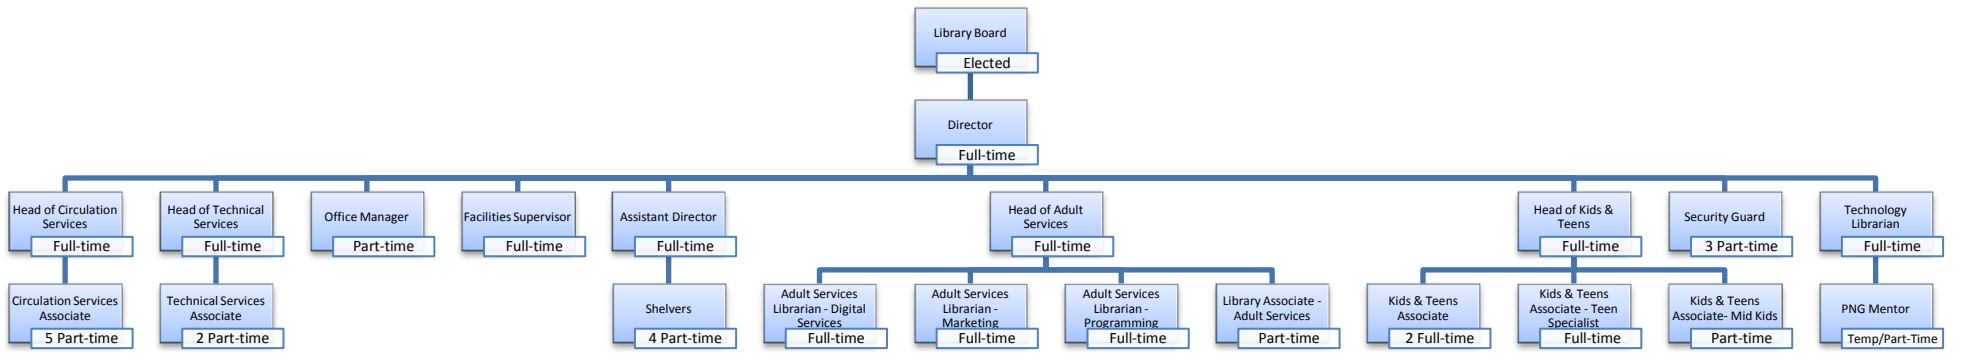 Library Board
Elected
Director
Full-time
Head of Circulation
Services
Full-time
Head of Technical
Services
Full-time
Office Manager
Part-time
Facilities Supervisor
Full-time
Assistant Director
Full-time
Head of Adult
Services
Full-time
Head of Kids &
Teens
Full-time
Security Guard
3 Part-time
Technology
Librarian
Full-time
Circulation Services
Associate
5 Part-time
Technical Services
Associate
2 Part-time
Shelvers
4 Part-time
Adult Services
Librarian - Digital
Services
Full-time
Adult Services
Librarian -
Marketing
Full-time
Adult Services
Librarian -
Programming
Full-time
Library Associate -
Adult Services
Part-time
Kids & Teens
Associate
2 Full-time
Kids & Teens
Associate - Teen
Specialist
Full-time
Kids & Teens
Associate- Mid Kids
Part-time
PNG Mentor
Temp/Part-Time